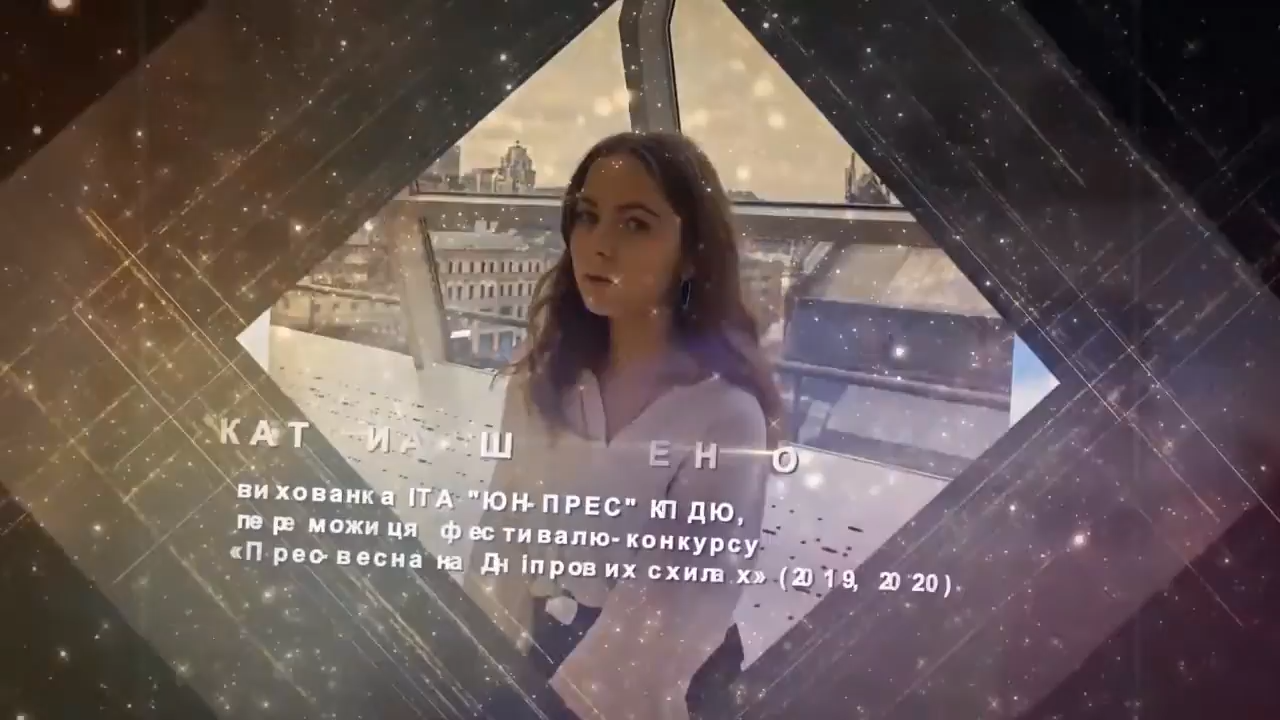 вихованка ІТА "ЮН-ПРЕС" КПДЮ,
переможиця фестивалю-конкурсу
«Прес-весна на Дніпрових схилах» (2019, 2020)